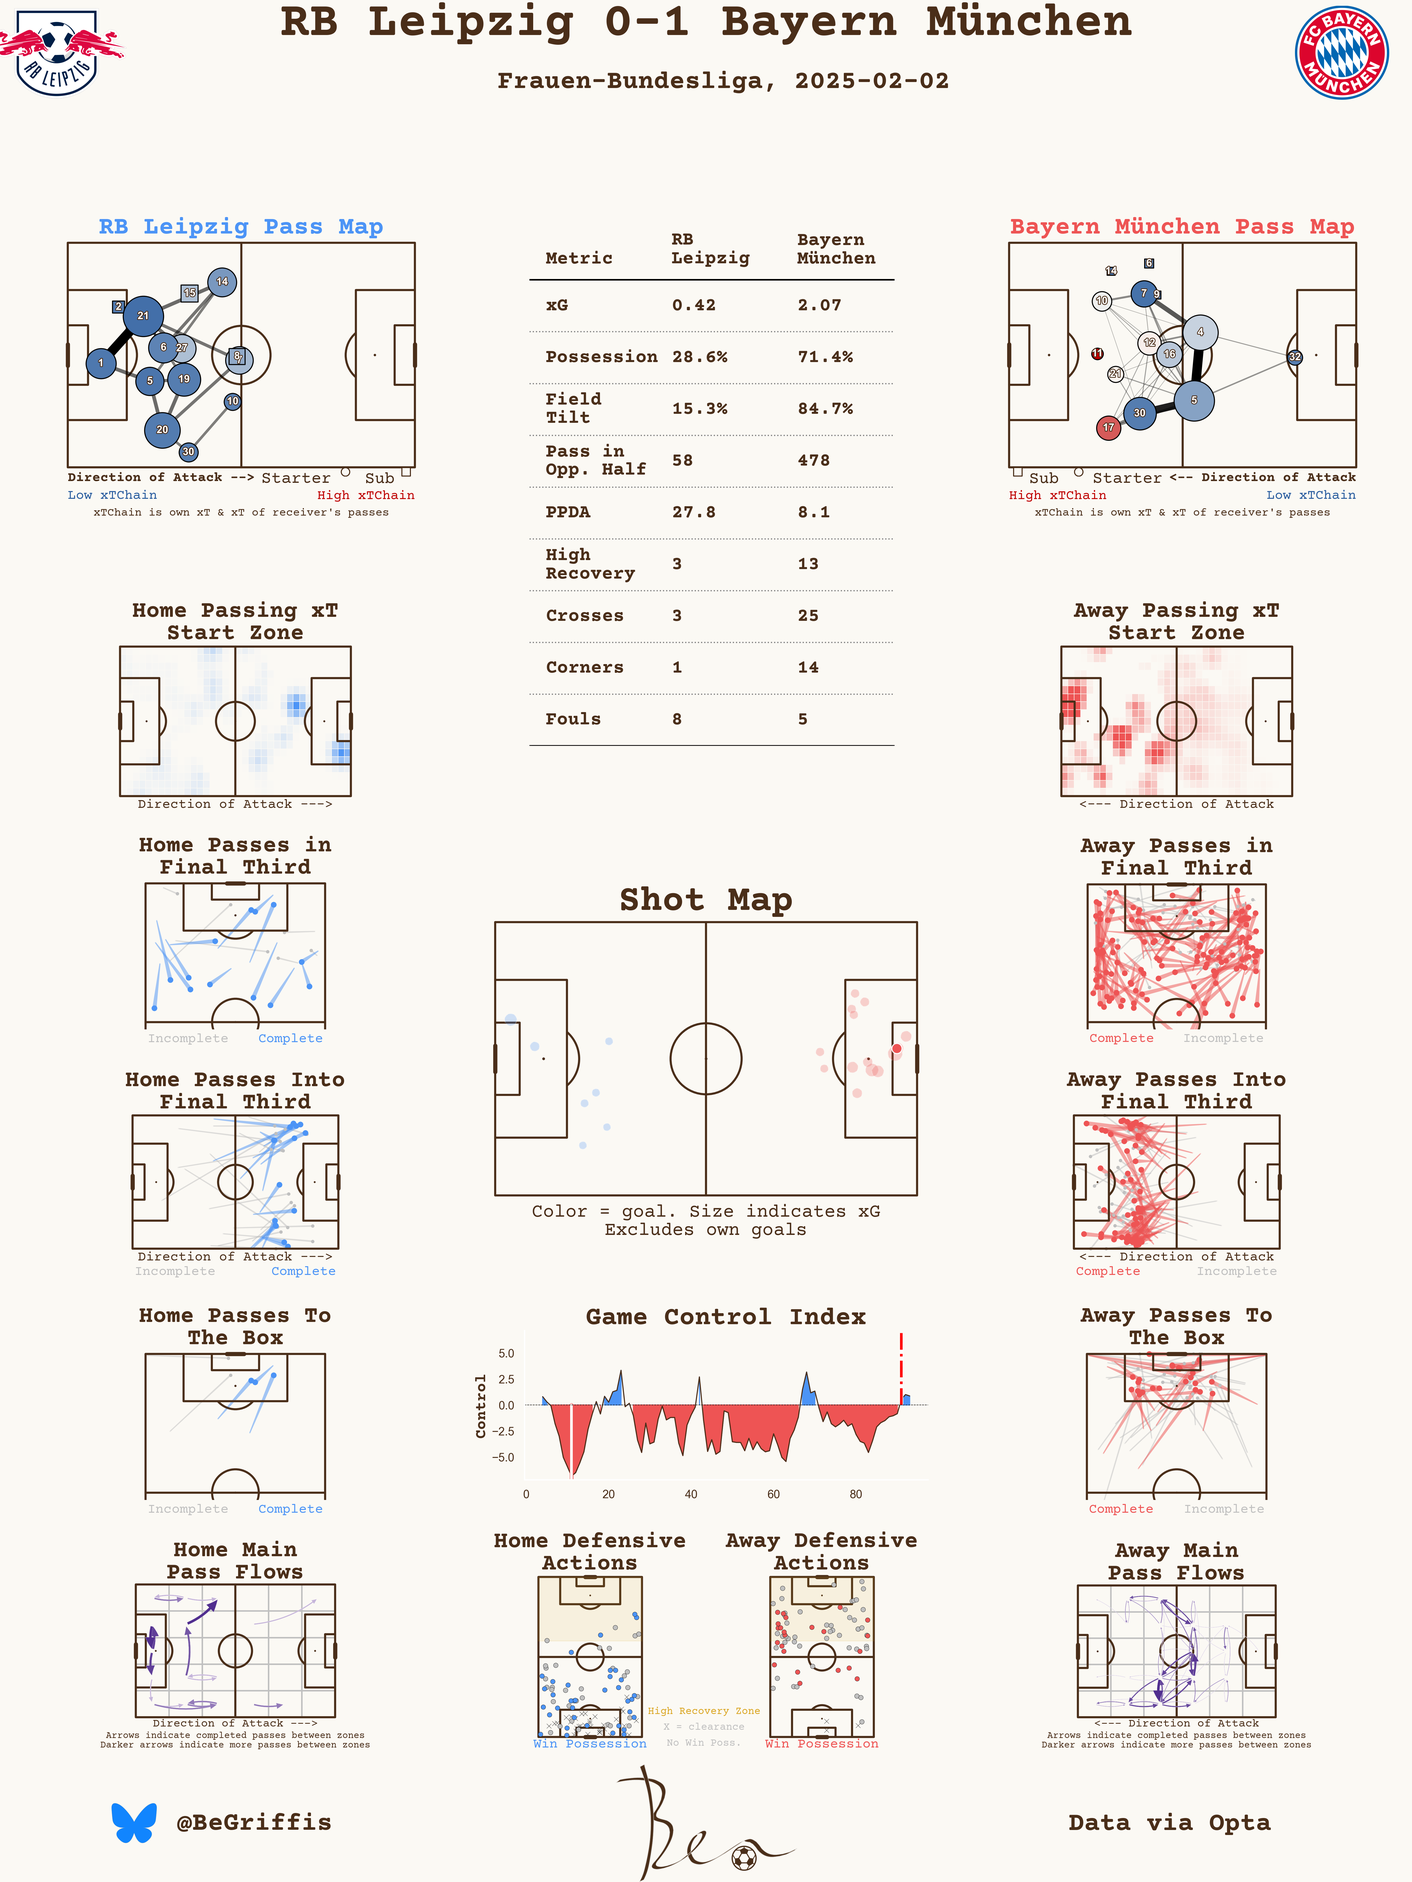 RB Leipzig 0-1 Bayern München
Frauen-Bundesliga, 2025-02-02
RB LEIPZIG
FC BAYERN
MÜNCHEN
RB Leipzig Pass Map
14
15
2
21
6
27
8
1
5
19
10
20
30
Direction of Attack --> Starter Sub
Low xTChain High xTChain
xTChain is own xT & xT of receiver's passes
Metric RB Leipzig Bayern München
xG 0.42 2.07
Possession 28.6% 71.4%
Field Tilt 15.3% 84.7%
Pass in Opp. Half 58 478
PPDA 27.8 8.1
High Recovery 3 13
Crosses 3 25
Corners 1 14
Fouls 8 5
Bayern München Pass Map
6
14
7
9
10
4
12
16
11
32
21
5
30
17
Sub Starter <-- Direction of Attack
High xTChain Low xTChain
xTChain is own xT & xT of receiver's passes
Home Passing xT
Start Zone
Direction of Attack --->
Away Passing xT
Start Zone
<--- Direction of Attack
Home Passes in
Final Third
Incomplete Complete
Away Passes in
Final Third
Complete Incomplete
Shot Map
Color = goal. Size indicates xG
Excludes own goals
Home Passes Into
Final Third
Direction of Attack --->
Incomplete Complete
Away Passes Into
Final Third
<--- Direction of Attack
Complete Incomplete
Home Passes To
The Box
Incomplete Complete
Game Control Index
Control
5.0
2.5
0.0
−2.5
−5.0
0 20 40 60 80
Away Passes To
The Box
Complete Incomplete
Home Main
Pass Flows
Direction of Attack --->
Arrows indicate completed passes between zones
Darker arrows indicate more passes between zones
Home Defensive
Actions
Win Possession
Away Defensive
Actions
Win Possession
High Recovery Zone
X = clearance
No Win Poss.
Away Main
Pass Flows
<--- Direction of Attack
Arrows indicate completed passes between zones
Darker arrows indicate more passes between zones
@BeGriffis
Ben
Data via Opta